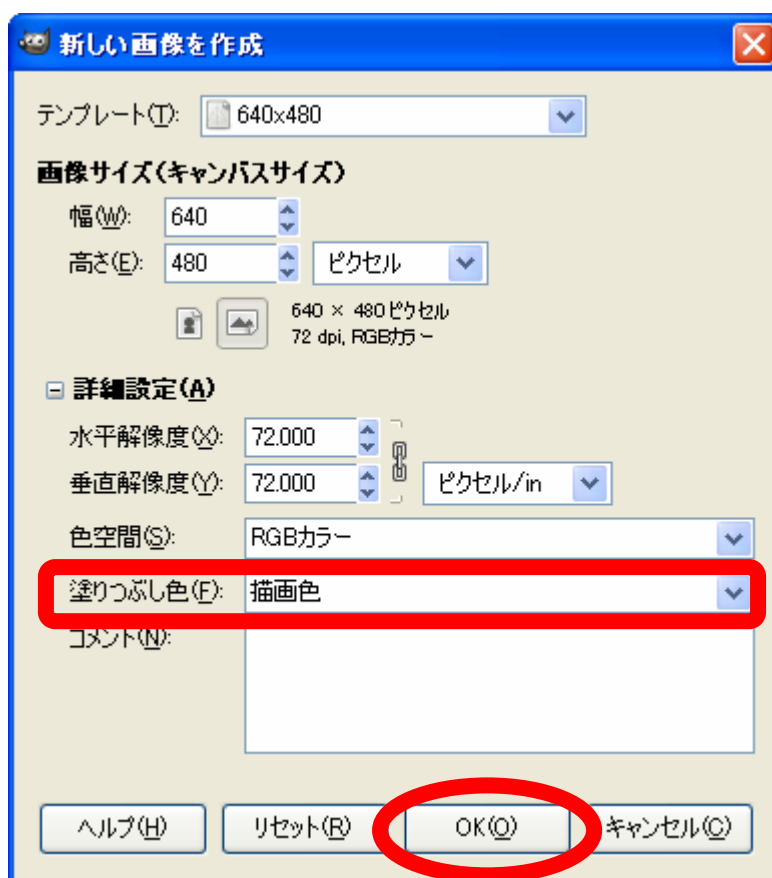 新しい画像を作成
テンプレート(T): 640x480
画像サイズ(キャンバスサイズ)
幅(W): 640
高さ(E): 480 ピクセル
640 × 480 ピクセル
72 dpi, RGBカラー
詳細設定(A)
水平解像度(X): 72.000
垂直解像度(Y): 72.000 ピクセル/in
色空間(S): RGBカラー
塗りつぶし色(F): 描画色
コメント(N):
ヘルプ(H) リセット(R) OK(O) キャンセル(C)